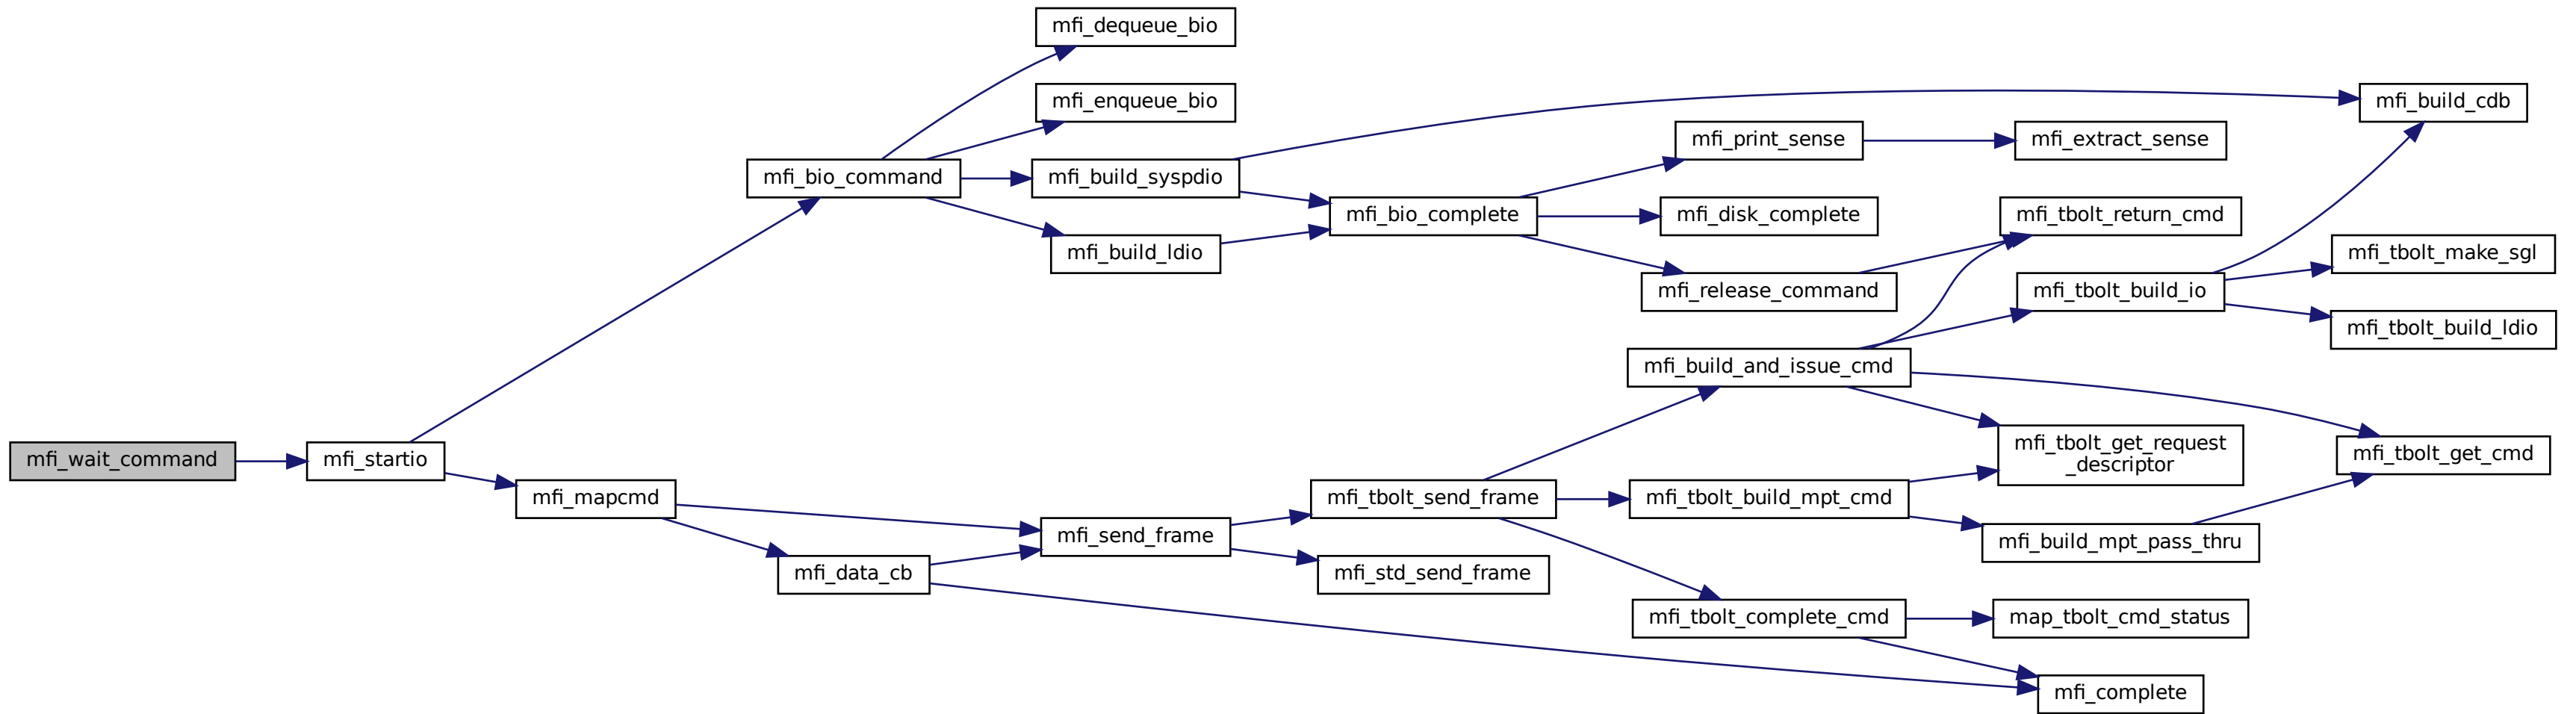 mfi_dequeue_bio
mfi_enqueue_bio
mfi_build_cdb
mfi_print_sense
mfi_extract_sense
mfi_bio_command
mfi_build_syspdio
mfi_bio_complete
mfi_disk_complete
mfi_tbolt_return_cmd
mfi_build_ldio
mfi_tbolt_make_sgl
mfi_release_command
mfi_tbolt_build_io
mfi_tbolt_build_ldio
mfi_build_and_issue_cmd
mfi_wait_command
mfi_startio
mfi_tbolt_get_request
_descriptor
mfi_tbolt_get_cmd
mfi_mapcmd
mfi_tbolt_send_frame
mfi_tbolt_build_mpt_cmd
mfi_send_frame
mfi_build_mpt_pass_thru
mfi_data_cb
mfi_std_send_frame
mfi_tbolt_complete_cmd
map_tbolt_cmd_status
mfi_complete